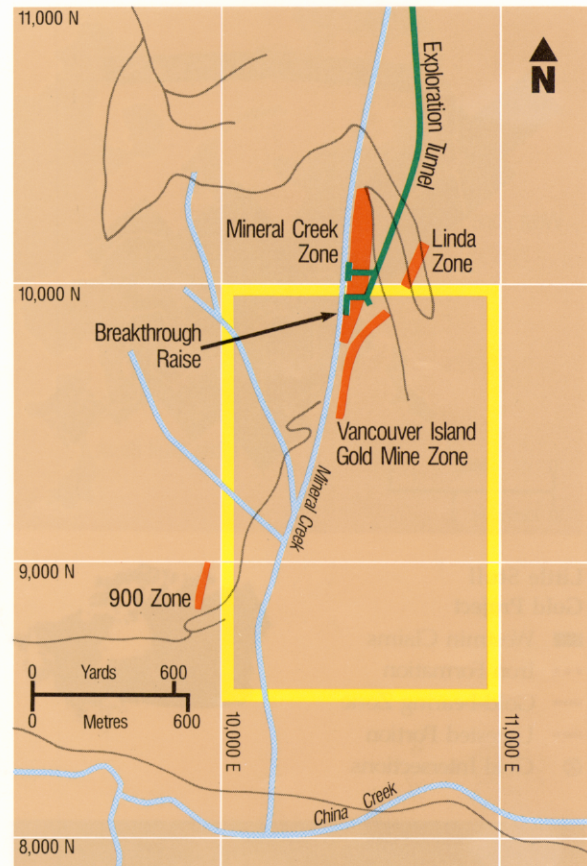 11,000 N
Exploration Tunnel
N
Mineral Creek
Zone
Linda
Zone
10,000 N
Breakthrough
Raise
Vancouver Island
Gold Mine Zone
Mineral Creek
9,000 N
900 Zone
0 Yards 600
0 Metres 600
10,000 E
11,000 E
China Creek
8,000 N